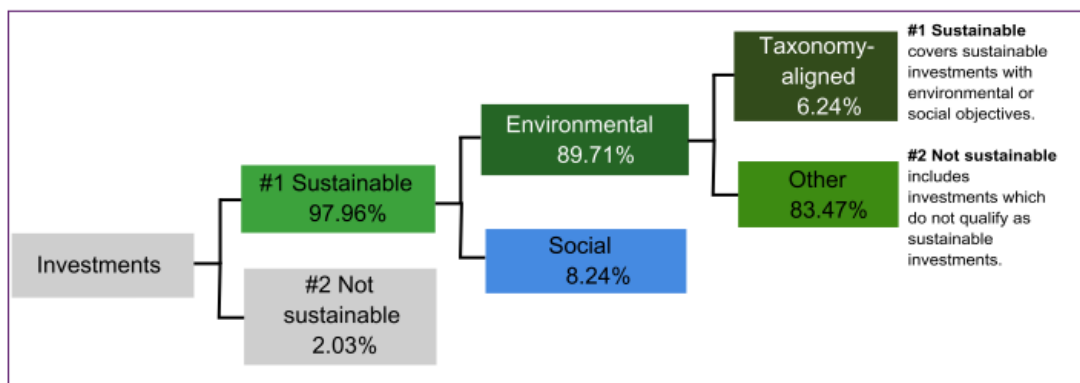 Investments
#1 Sustainable
97.96%
#2 Not
sustainable
2.03%
Environmental
89.71%
Social
8.24%
Taxonomy-
aligned
6.24%
Other
83.47%
#1 Sustainable
covers sustainable
investments with
environmental or
social objectives.
#2 Not sustainable
includes
investments which
do not qualify as
sustainable
investments.